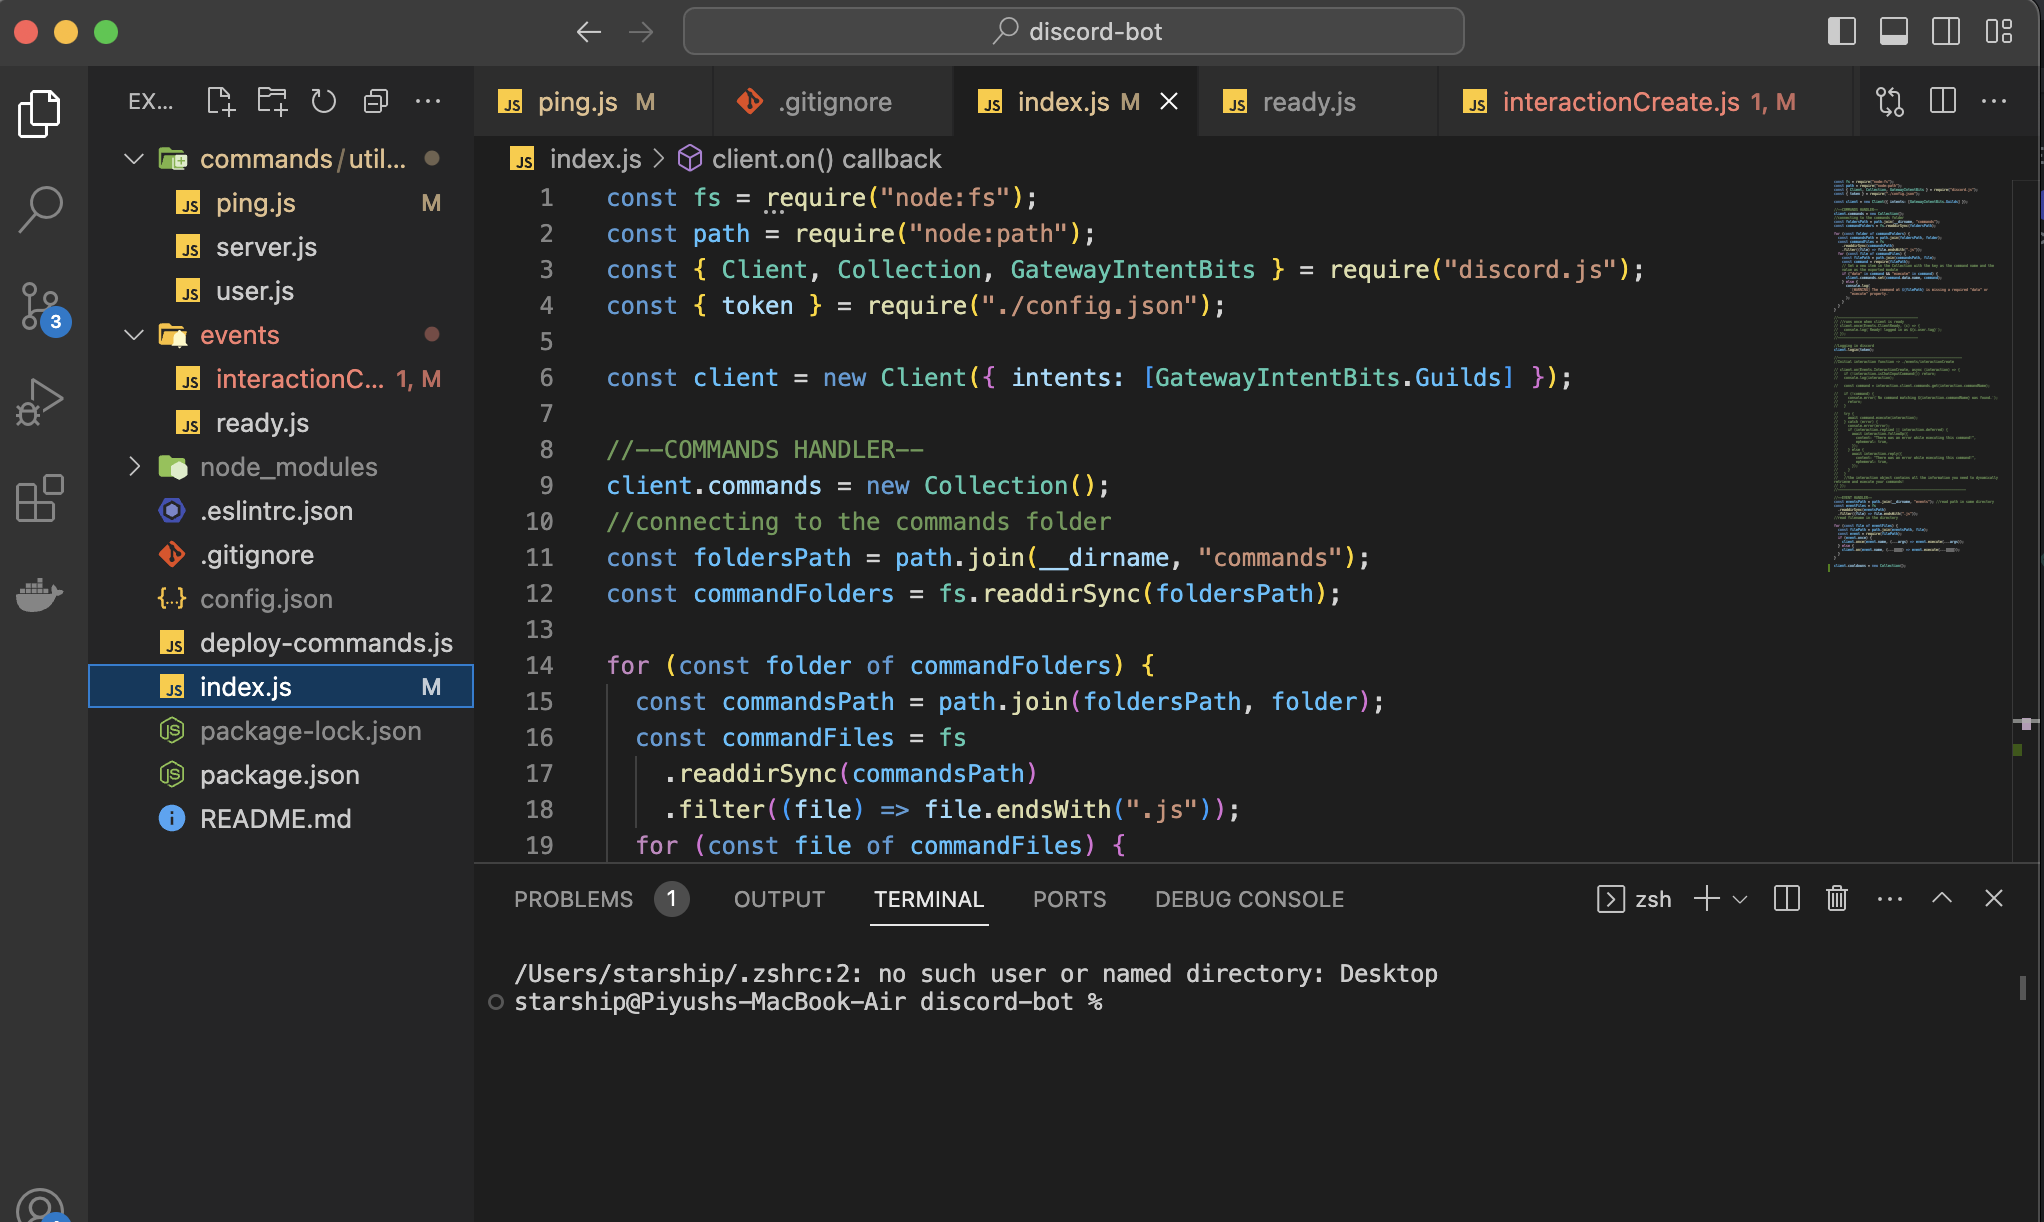 discord-bot
EX...
ping.js M
.gitignore
index.js M
ready.js
interactionCreate.js 1, M
commands/util...
ping.js M
server.js
user.js
events
interactionC... 1, M
ready.js
node_modules
.eslintrc.json
.gitignore
config.json
deploy-commands.js
index.js M
package-lock.json
package.json
README.md
3
index.js > client.on() callback
1 const fs = require("node:fs");
2 const path = require("node:path");
3 const { Client, Collection, GatewayIntentBits } = require("discord.js");
4 const { token } = require("./config.json");
5
6 const client = new Client({ intents: [GatewayIntentBits.Guilds] });
7
8 //--COMMANDS HANDLER--
9 client.commands = new Collection();
10 //connecting to the commands folder
11 const foldersPath = path.join(__dirname, "commands");
12 const commandFolders = fs.readdirSync(foldersPath);
13
14 for (const folder of commandFolders) {
15 const commandsPath = path.join(foldersPath, folder);
16 const commandFiles = fs
17 .readdirSync(commandsPath)
18 .filter((file) => file.endsWith(".js"));
19 for (const file of commandFiles) {
PROBLEMS 1 OUTPUT TERMINAL PORTS DEBUG CONSOLE
zsh
/Users/starship/.zshrc:2: no such user or named directory: Desktop
starship@Piyushs-MacBook-Air discord-bot %